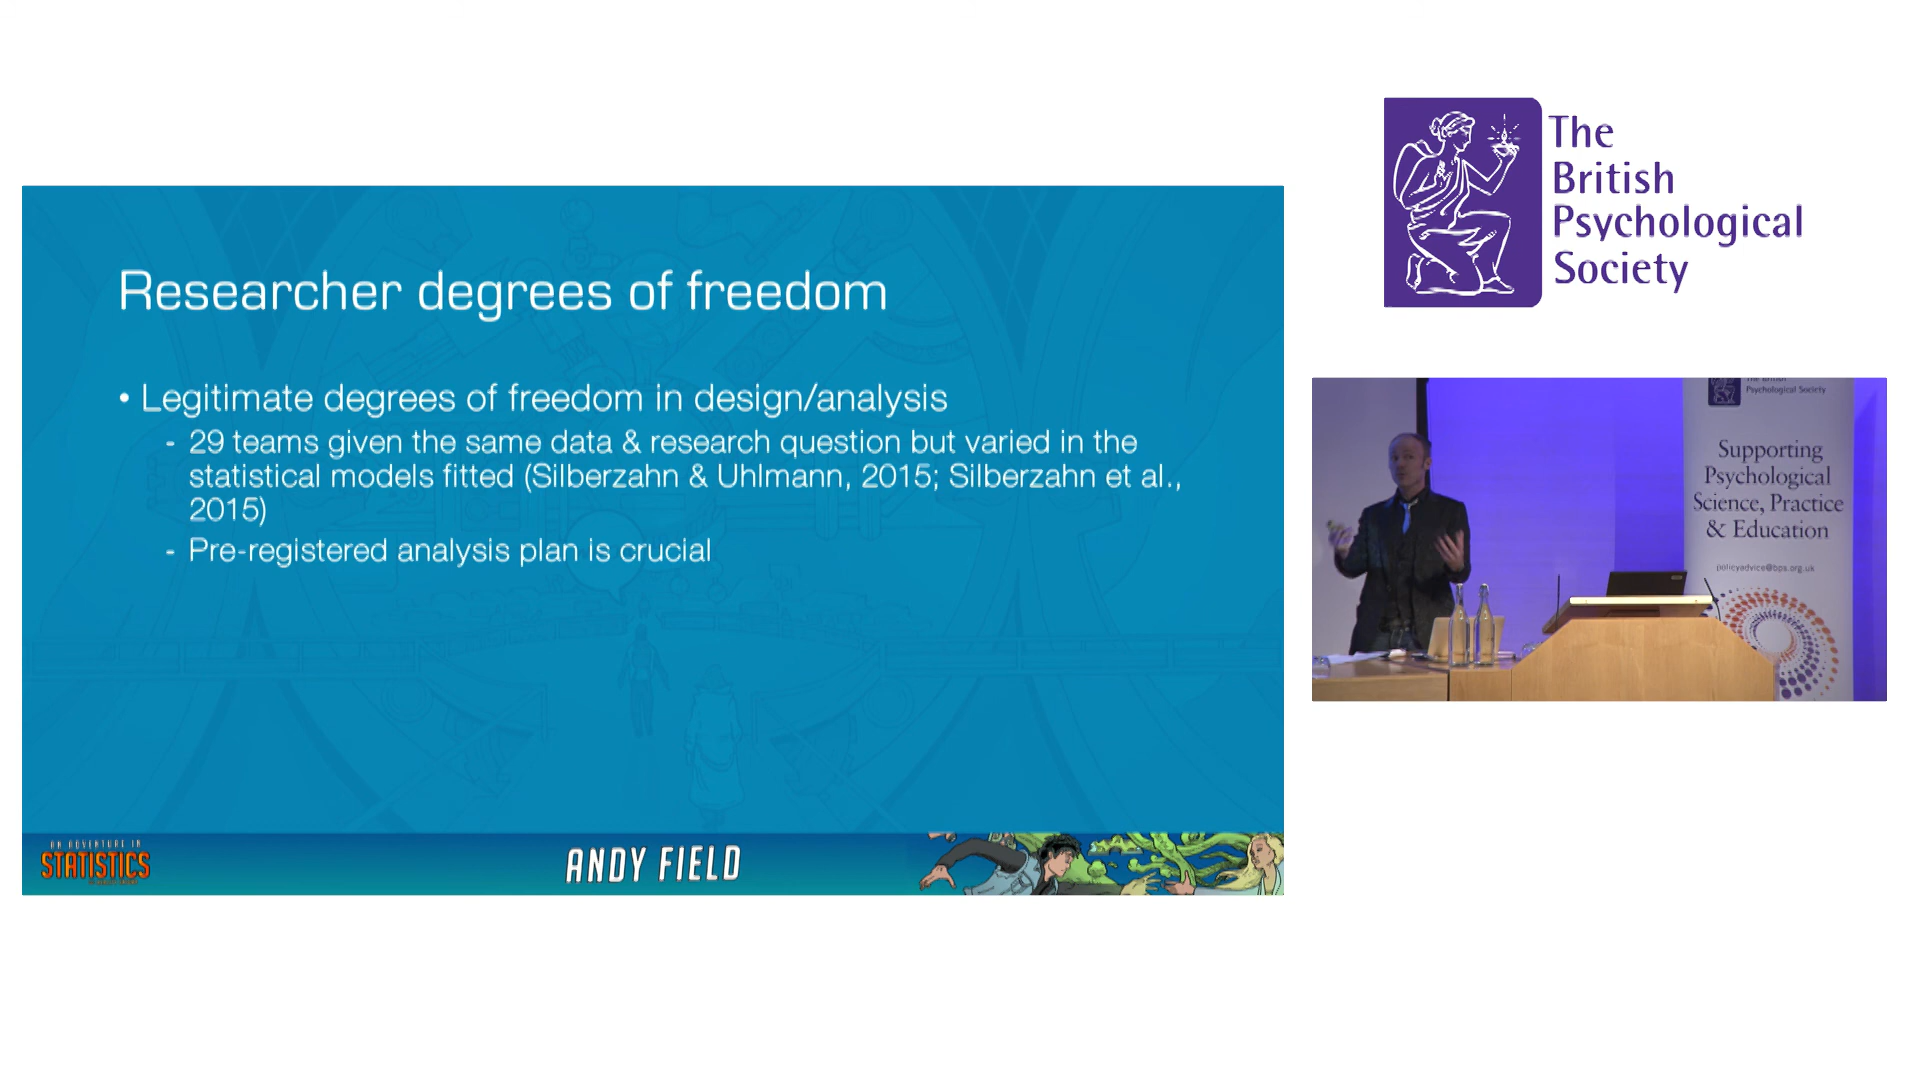 Researcher degrees of freedom
• Legitimate degrees of freedom in design/analysis
- 29 teams given the same data & research question but varied in the
statistical models fitted (Silberzahn & Uhlmann, 2015; Silberzahn et al.,
2015)
- Pre-registered analysis plan is crucial
AN ADVENTURE IN
STATISTICS
ANDY FIELD
The
British
Psychological
Society
The British
Psychological Society
Supporting
Psychological
Science, Practice
& Education
policyadvice@bps.org.uk